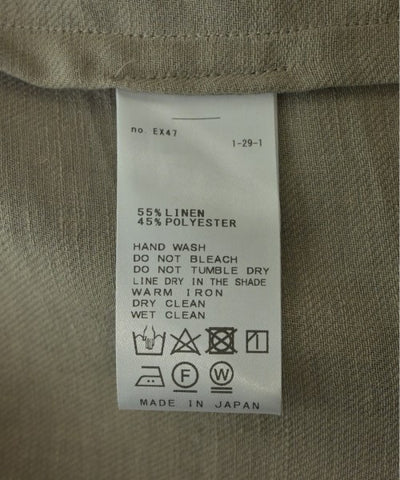 no. EX47
1-29-1
55% LINEN
45% POLYESTER
HAND WASH
DO NOT BLEACH
DO NOT TUMBLE DRY
LINE DRY IN THE SHADE
WARM IRON
DRY CLEAN
WET CLEAN
F W
MADE IN JAPAN